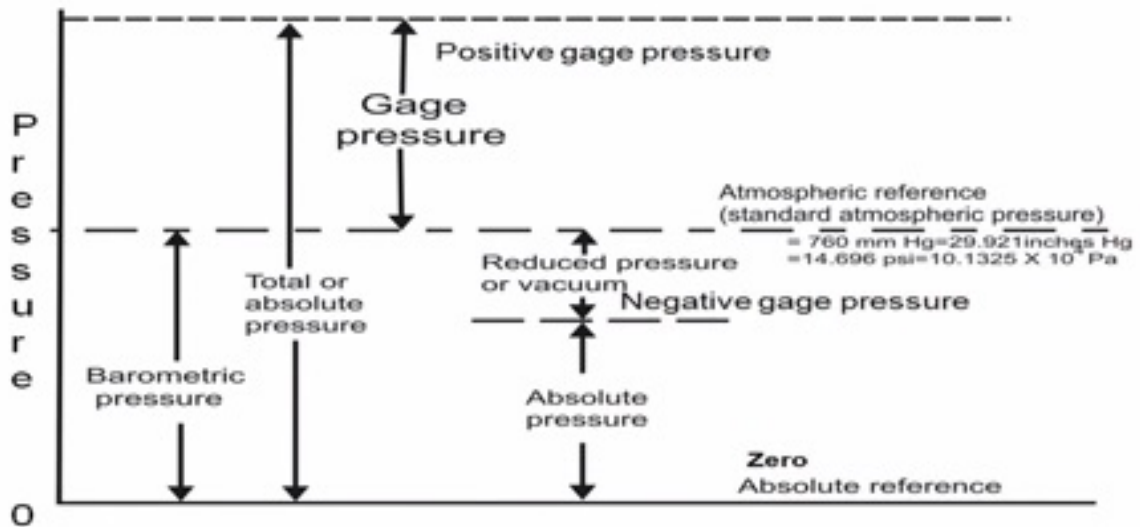 Pressure
Positive gage pressure
Gage
pressure
Atmospheric reference
(standard atmospheric pressure)
= 760 mm Hg=29.921inches Hg
=14.696 psi=10.1325 X 10⁴ Pa
Reduced pressure
or vacuum
Negative gage pressure
Total or
absolute
pressure
Barometric
pressure
Absolute
pressure
Zero
Absolute reference
0